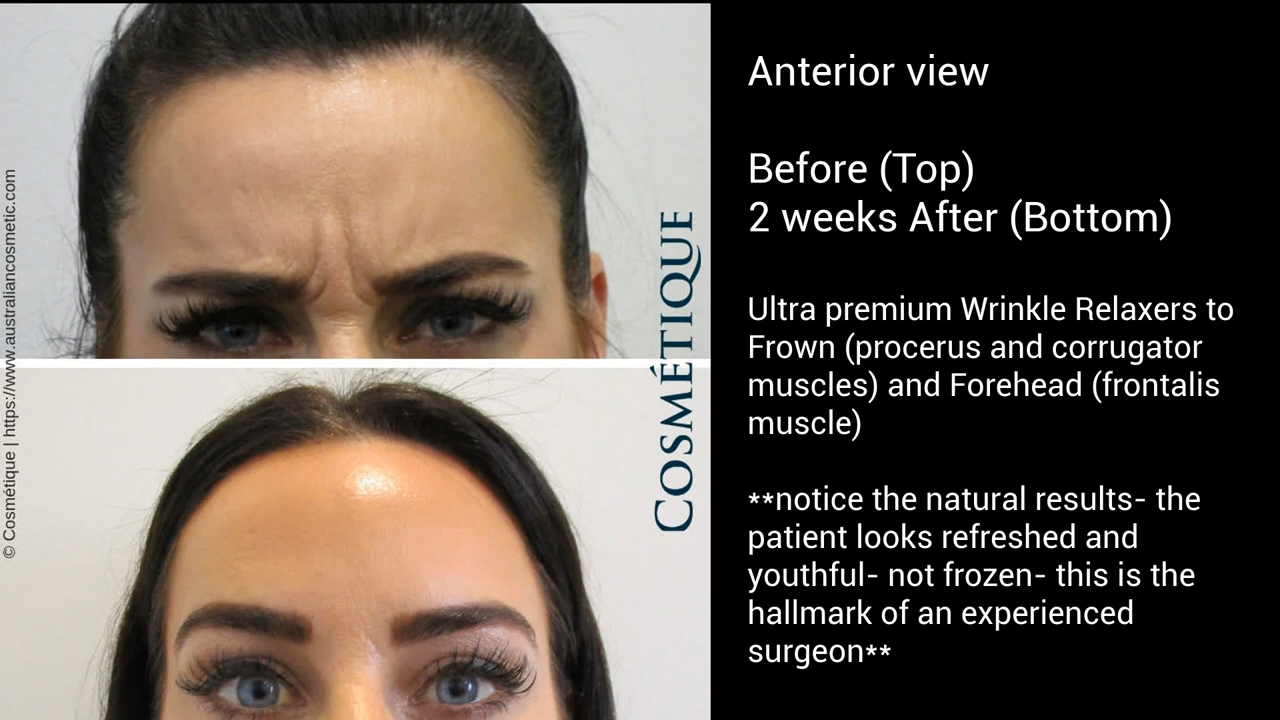 © Cosmétique | https://www.australiancosmetic.com
COSMÉTIQUE
Anterior view
Before (Top)
2 weeks After (Bottom)
Ultra premium Wrinkle Relaxers to
Frown (procerus and corrugator
muscles) and Forehead (frontalis
muscle)
**notice the natural results- the
patient looks refreshed and
youthful- not frozen- this is the
hallmark of an experienced
surgeon**